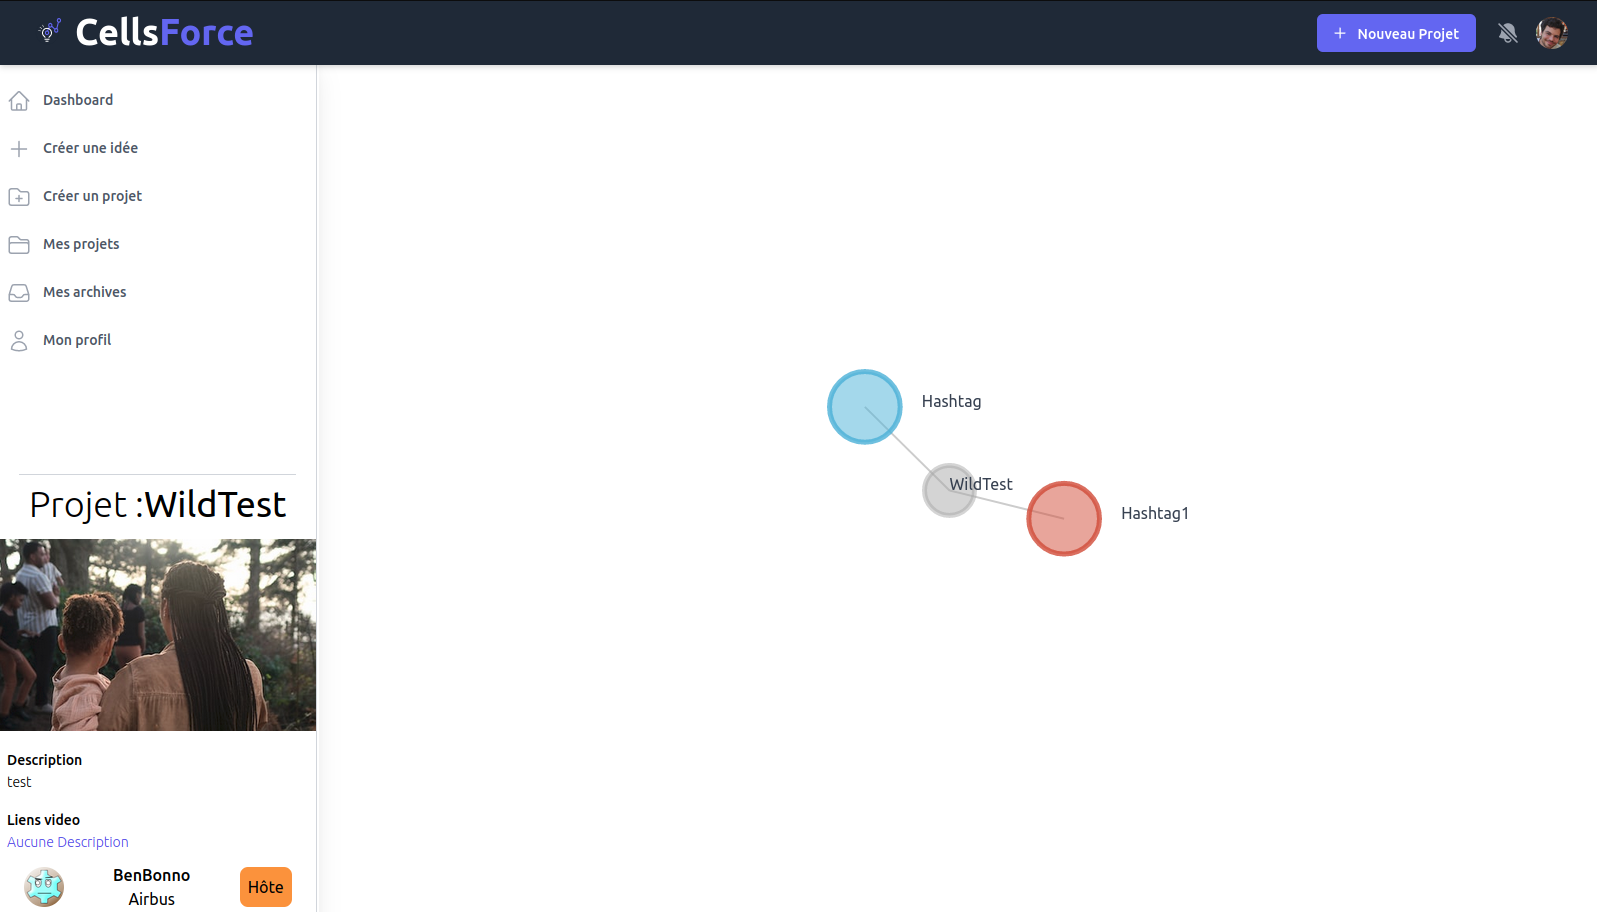 CellsForce
Nouveau Projet
Dashboard
Créer une idée
Créer un projet
Mes projets
Mes archives
Mon profil
Projet :WildTest
Description
test
Liens video
Aucune Description
BenBonno
Airbus
Hôte
Hashtag
WildTest
Hashtag1